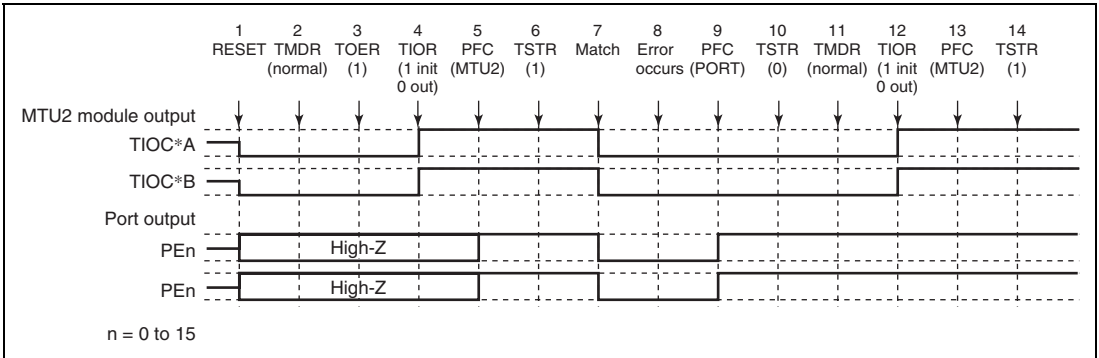 1 2 3 4 5 6 7 8 9 10 11 12 13 14
RESET TMDR TOER TIOR PFC TSTR Match Error PFC TSTR TMDR TIOR PFC TSTR
(normal) (1) (1 init (MTU2) (1) occurs (PORT) (0) (normal) (1 init (MTU2) (1)
0 out) 0 out)
MTU2 module output
TIOC*A
TIOC*B
Port output
PEn High-Z
PEn High-Z
n = 0 to 15